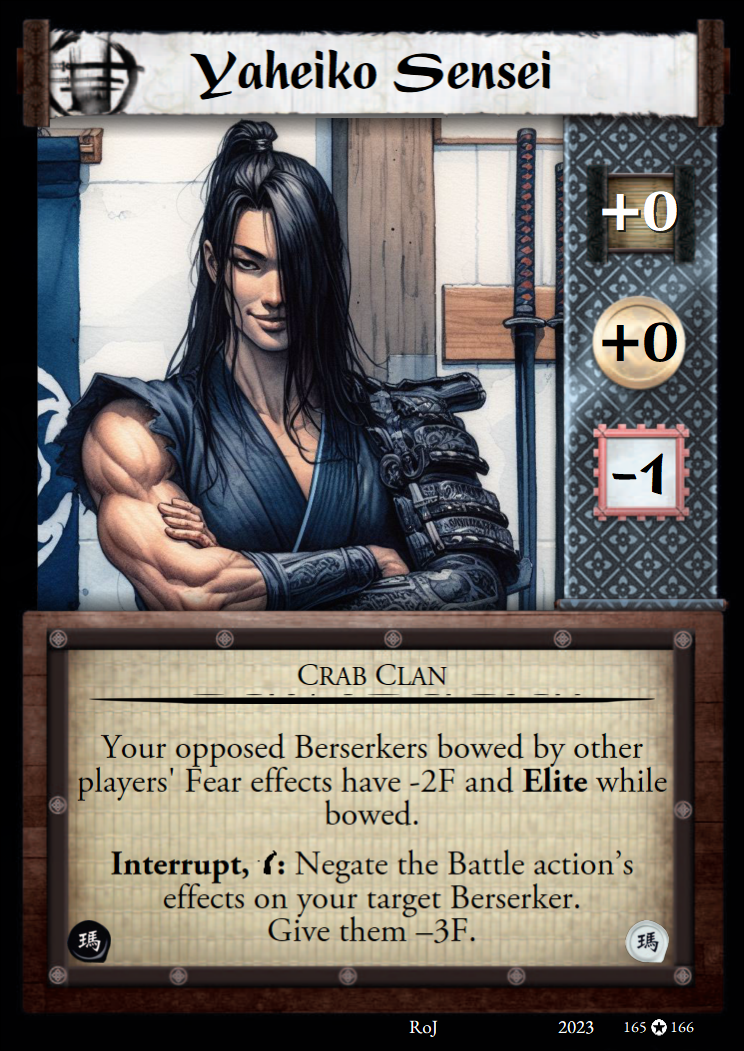 Yaheiko Sensei
+0
+0
-1
CRAB CLAN
Your opposed Berserkers bowed by other
players' Fear effects have -2F and Elite while
bowed.
Interrupt, : Negate the Battle action's
effects on your target Berserker.
Give them –3F.
瑪 瑪
RoJ 2023 165 166